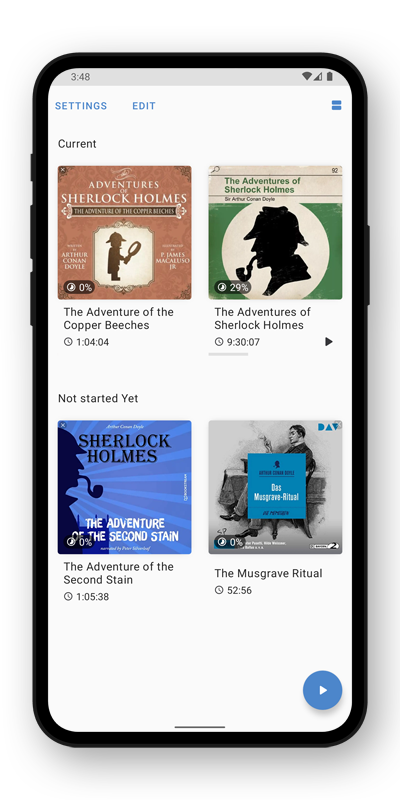 3:48
SETTINGS EDIT
Current
ADVENTURES
OF
SHERLOCK HOLMES
THE ADVENTURE OF THE COPPER BEECHES
ARTHUR
CONAN
DOYLE
P. JAMES
MACALUSO
JR
0%
The Adventure of the
Copper Beeches
1:04:04
92
The Adventures of
Sherlock Holmes
Sir Arthur Conan Doyle
29%
The Adventures of
Sherlock Holmes
9:30:07
Not started Yet
Arthur Conan Doyle
SHERLOCK
HOLMES
THE ADVENTURE
OF THE SECOND STAIN
narrated by Peter Silverleaf
0%
The Adventure of the
Second Stain
1:05:38
DAV
ARTHUR CONAN DOYLE
Das
Musgrave-Ritual
0%
The Musgrave Ritual
52:56